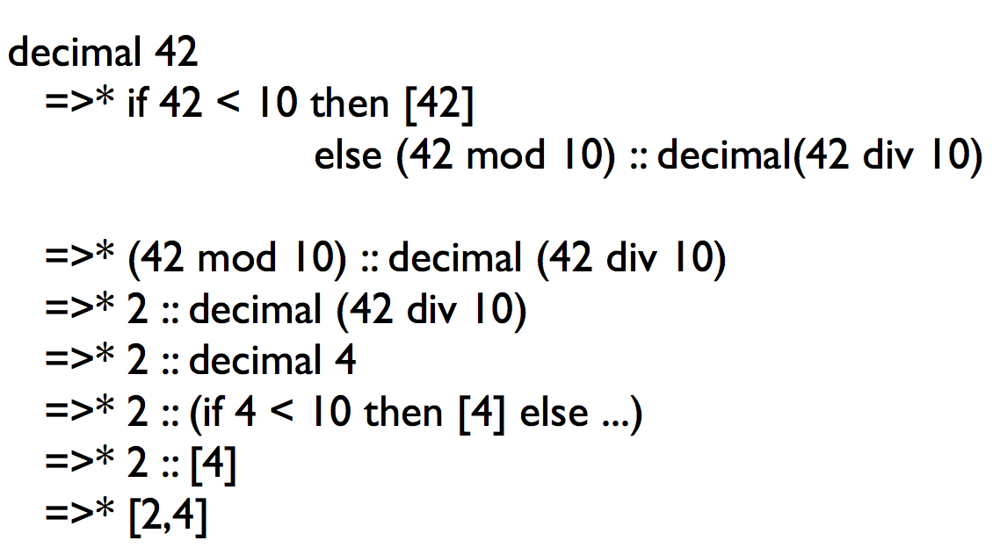 decimal 42
=>* if 42 < 10 then [42]
else (42 mod 10) :: decimal(42 div 10)
=>* (42 mod 10) :: decimal (42 div 10)
=>* 2 :: decimal (42 div 10)
=>* 2 :: decimal 4
=>* 2 :: (if 4 < 10 then [4] else ...)
=>* 2 :: [4]
=>* [2,4]